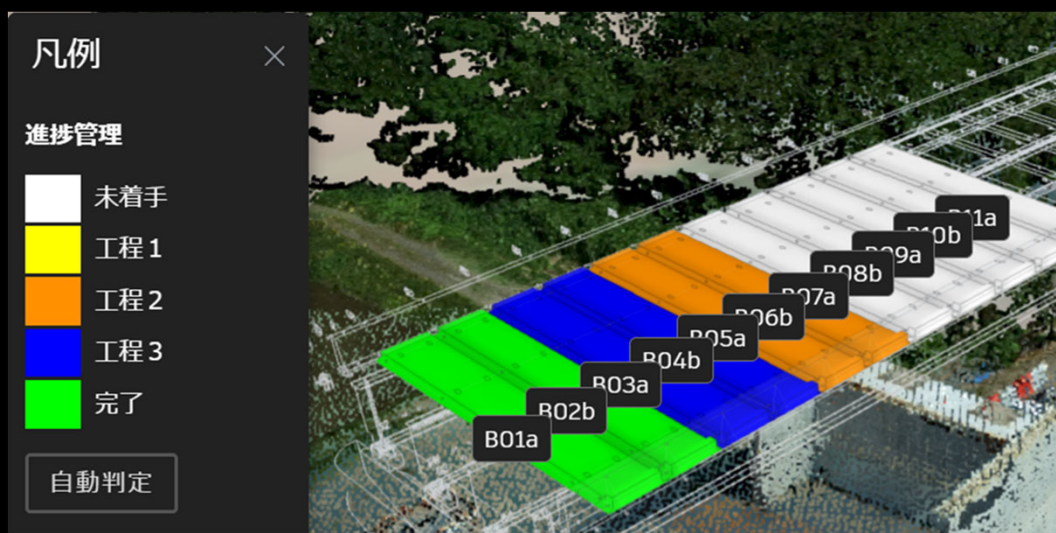 凡例
進捗管理
未着手
工程1
工程2
工程3
完了
自動判定
B01a
B02b
B03a
B04b
B05a
B06b
B07a
B08b
B09a
B10b
B11a